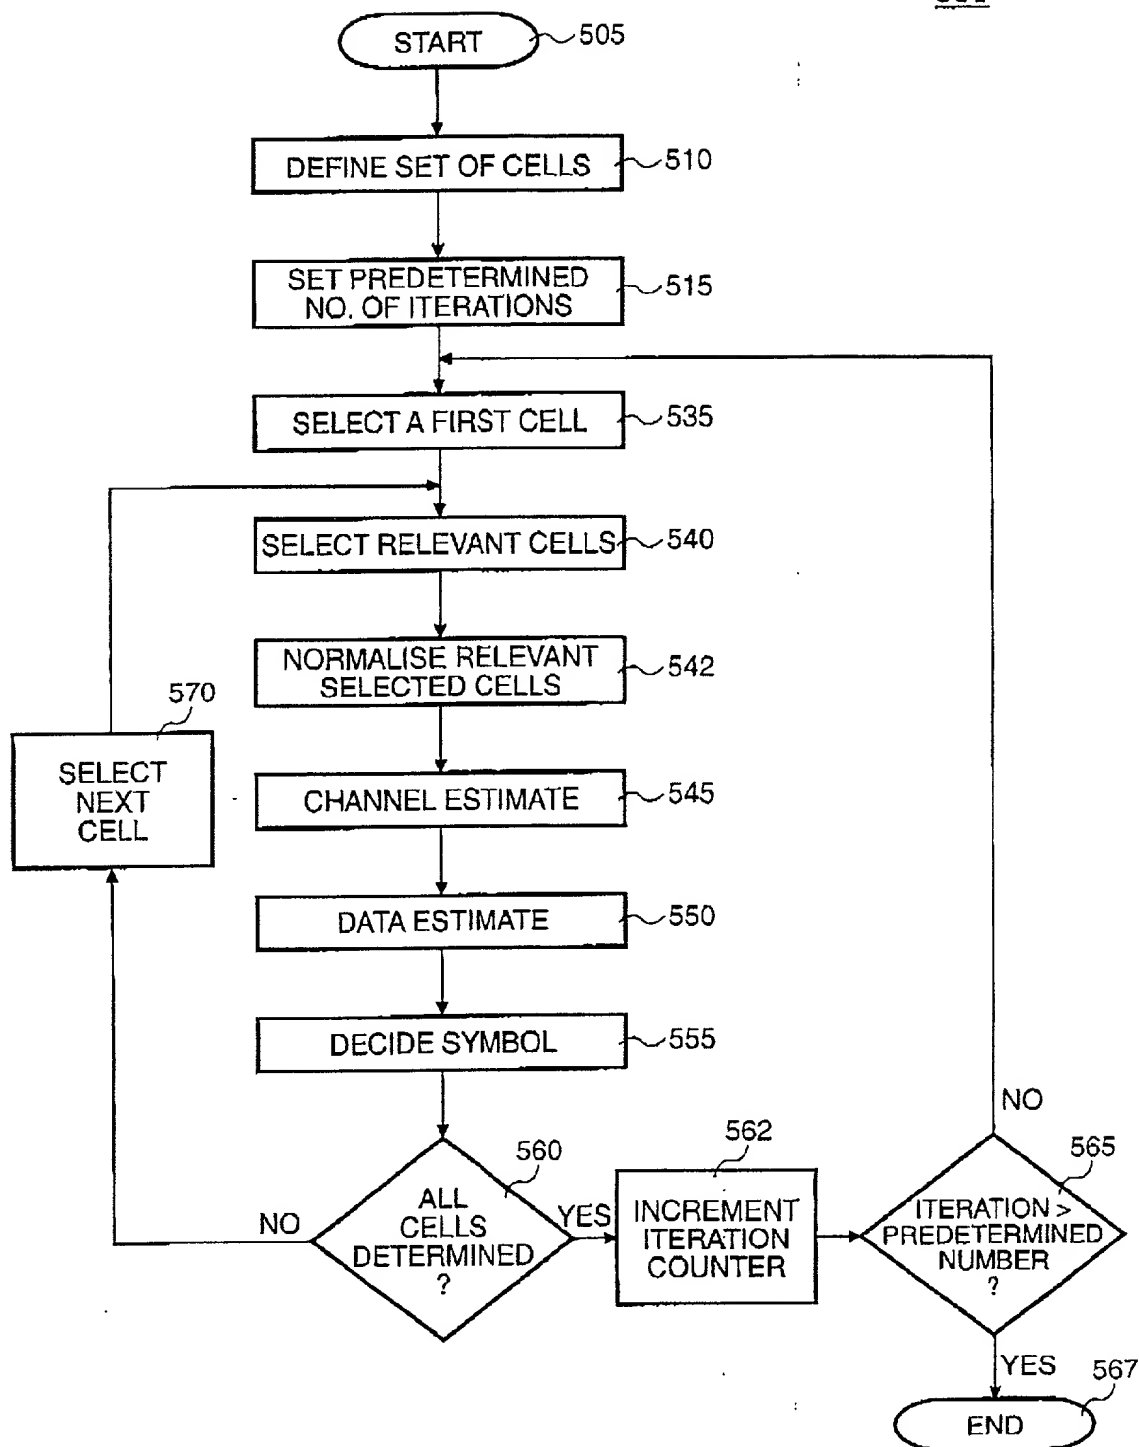 START
505
DEFINE SET OF CELLS
510
SET PREDETERMINED
NO. OF ITERATIONS
515
SELECT A FIRST CELL
535
SELECT RELEVANT CELLS
540
NORMALISE RELEVANT
SELECTED CELLS
542
570
SELECT
NEXT
CELL
CHANNEL ESTIMATE
545
DATA ESTIMATE
550
DECIDE SYMBOL
555
560
ALL
CELLS
DETERMINED
?
NO
YES
562
INCREMENT
ITERATION
COUNTER
NO
565
ITERATION >
PREDETERMINED
NUMBER
?
YES
567
END